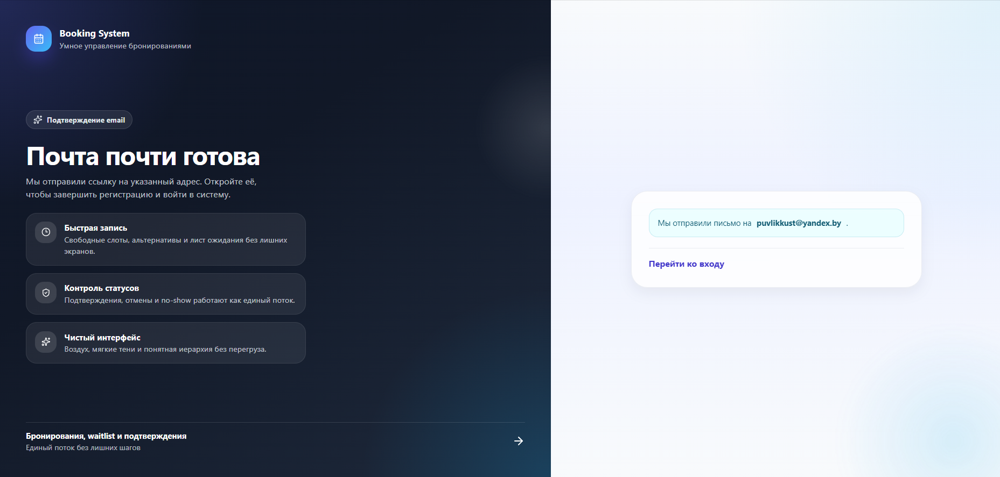 Booking System
Умное управление бронированиями
Подтверждение email
Почта почти готова
Мы отправили ссылку на указанный адрес. Откройте её,
чтобы завершить регистрацию и войти в систему.
Быстрая запись
Свободные слоты, альтернативы и лист ожидания без лишних
экранов.
Контроль статусов
Подтверждения, отмены и no-show работают как единый поток.
Чистый интерфейс
Воздух, мягкие тени и понятная иерархия без перегруза.
Бронирования, waitlist и подтверждения
Единый поток без лишних шагов
Мы отправили письмо на puvlikkust@yandex.by .
Перейти ко входу